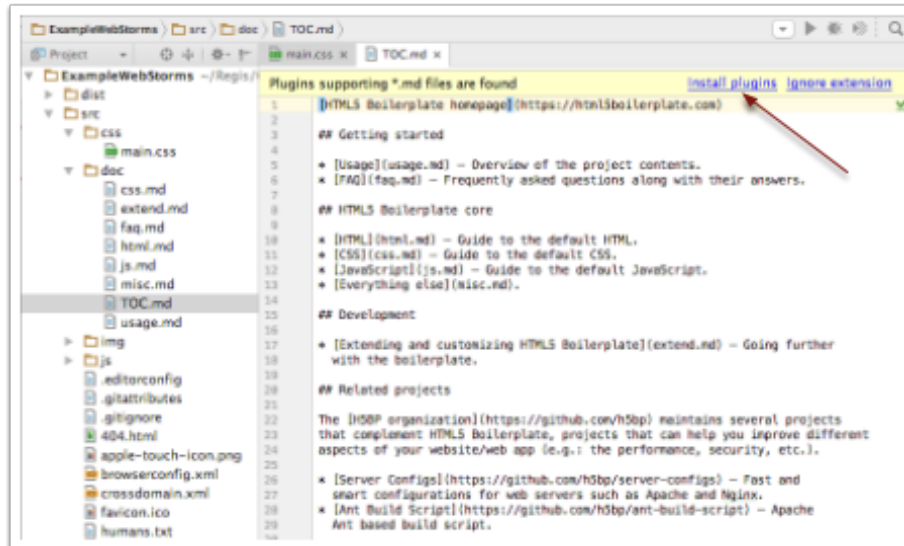 ExampleWebStorms src doc TOC.md
Project main.css TOC.md
ExampleWebStorms ~/Regis/
dist
src
css
main.css
doc
css.md
extend.md
faq.md
html.md
js.md
misc.md
TOC.md
usage.md
img
js
.editorconfig
.gitattributes
.gitignore
404.html
apple-touch-icon.png
browserconfig.xml
crossdomain.xml
favicon.ico
humans.txt
Plugins supporting *.md files are found Install plugins Ignore extension
1 [HTML5 Boilerplate homepage](https://html5boilerplate.com)
2
3 ## Getting started
4
5 * [Usage](usage.md) — Overview of the project contents.
6 * [FAQ](faq.md) — Frequently asked questions along with their answers.
7
8 ## HTML5 Boilerplate core
9
10 * [HTML](html.md) — Guide to the default HTML.
11 * [CSS](css.md) — Guide to the default CSS.
12 * [JavaScript](js.md) — Guide to the default JavaScript.
13 * [Everything else](misc.md).
14
15 ## Development
16
17 * [Extending and customizing HTML5 Boilerplate](extend.md) — Going further
18 with the boilerplate.
19
20 ## Related projects
21
22 The [H5BP organization](https://github.com/h5bp) maintains several projects
23 that complement HTML5 Boilerplate, projects that can help you improve different
24 aspects of your website/web app (e.g.: the performance, security, etc.).
25
26 * [Server Configs](https://github.com/h5bp/server-configs) — Fast and
27 smart configurations for web servers such as Apache and Nginx.
28 * [Ant Build Script](https://github.com/h5bp/ant-build-script) — Apache
29 Ant based build script.